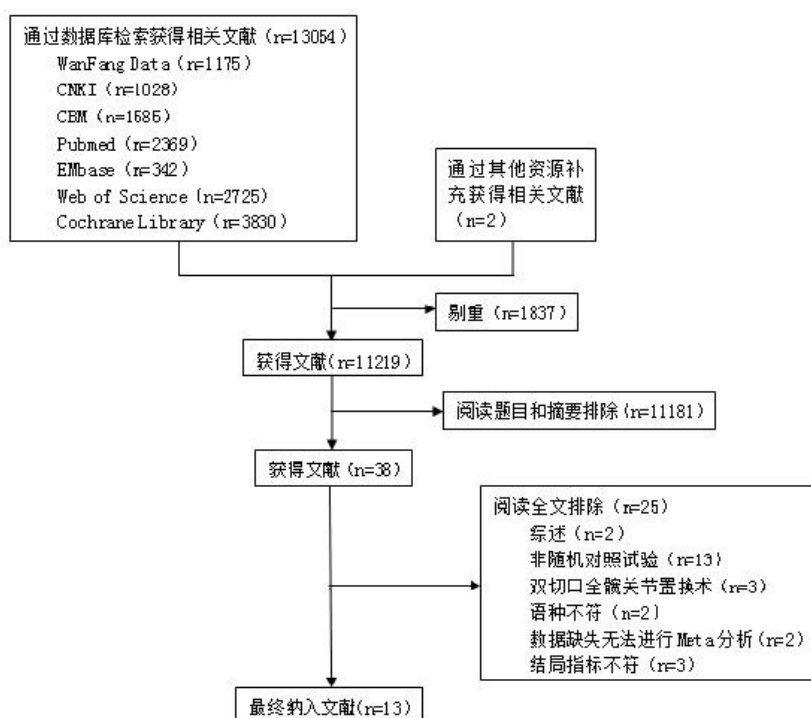 通过数据库检索获得相关文献（n=13054）
WanFang Data（n=1175）
CNKI（n=1028）
CBM（n=1585）
Pubmed（n=2369）
EMbase（n=342）
Web of Science（n=2725）
Cochrane Library（n=3830）
通过其他资源补
充获得相关文献
（n=2）
剔重（n=1837）
获得文献(n=11219)
阅读题目和摘要排除（n=11181）
获得文献（n=38）
阅读全文排除（n=25）
综述（n=2）
非随机对照试验（n=13）
双切口全髋关节置换术（n=3）
语种不符（n=2）
数据缺失无法进行Meta分析（n=2）
结局指标不符（n=3）
最终纳入文献(n=13)